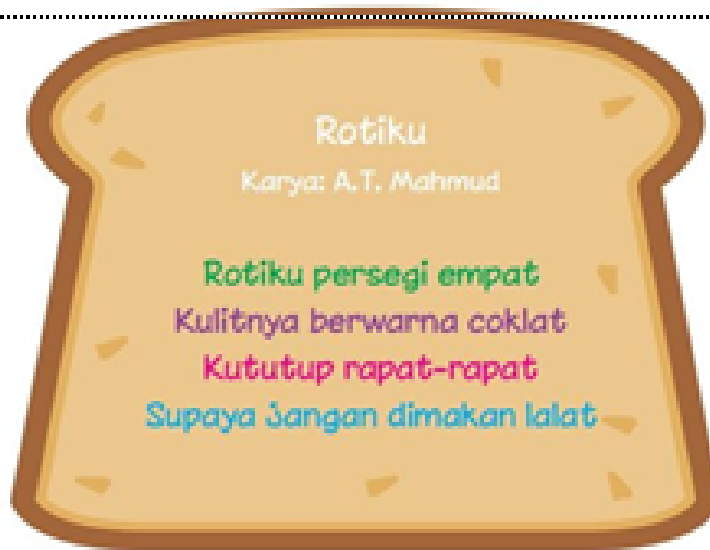 Rotiku
Karya: A.T. Mahmud
Rotiku persegi empat
Kulitnya berwarna coklat
Kututup rapat-rapat
Supaya jangan dimakan lalat